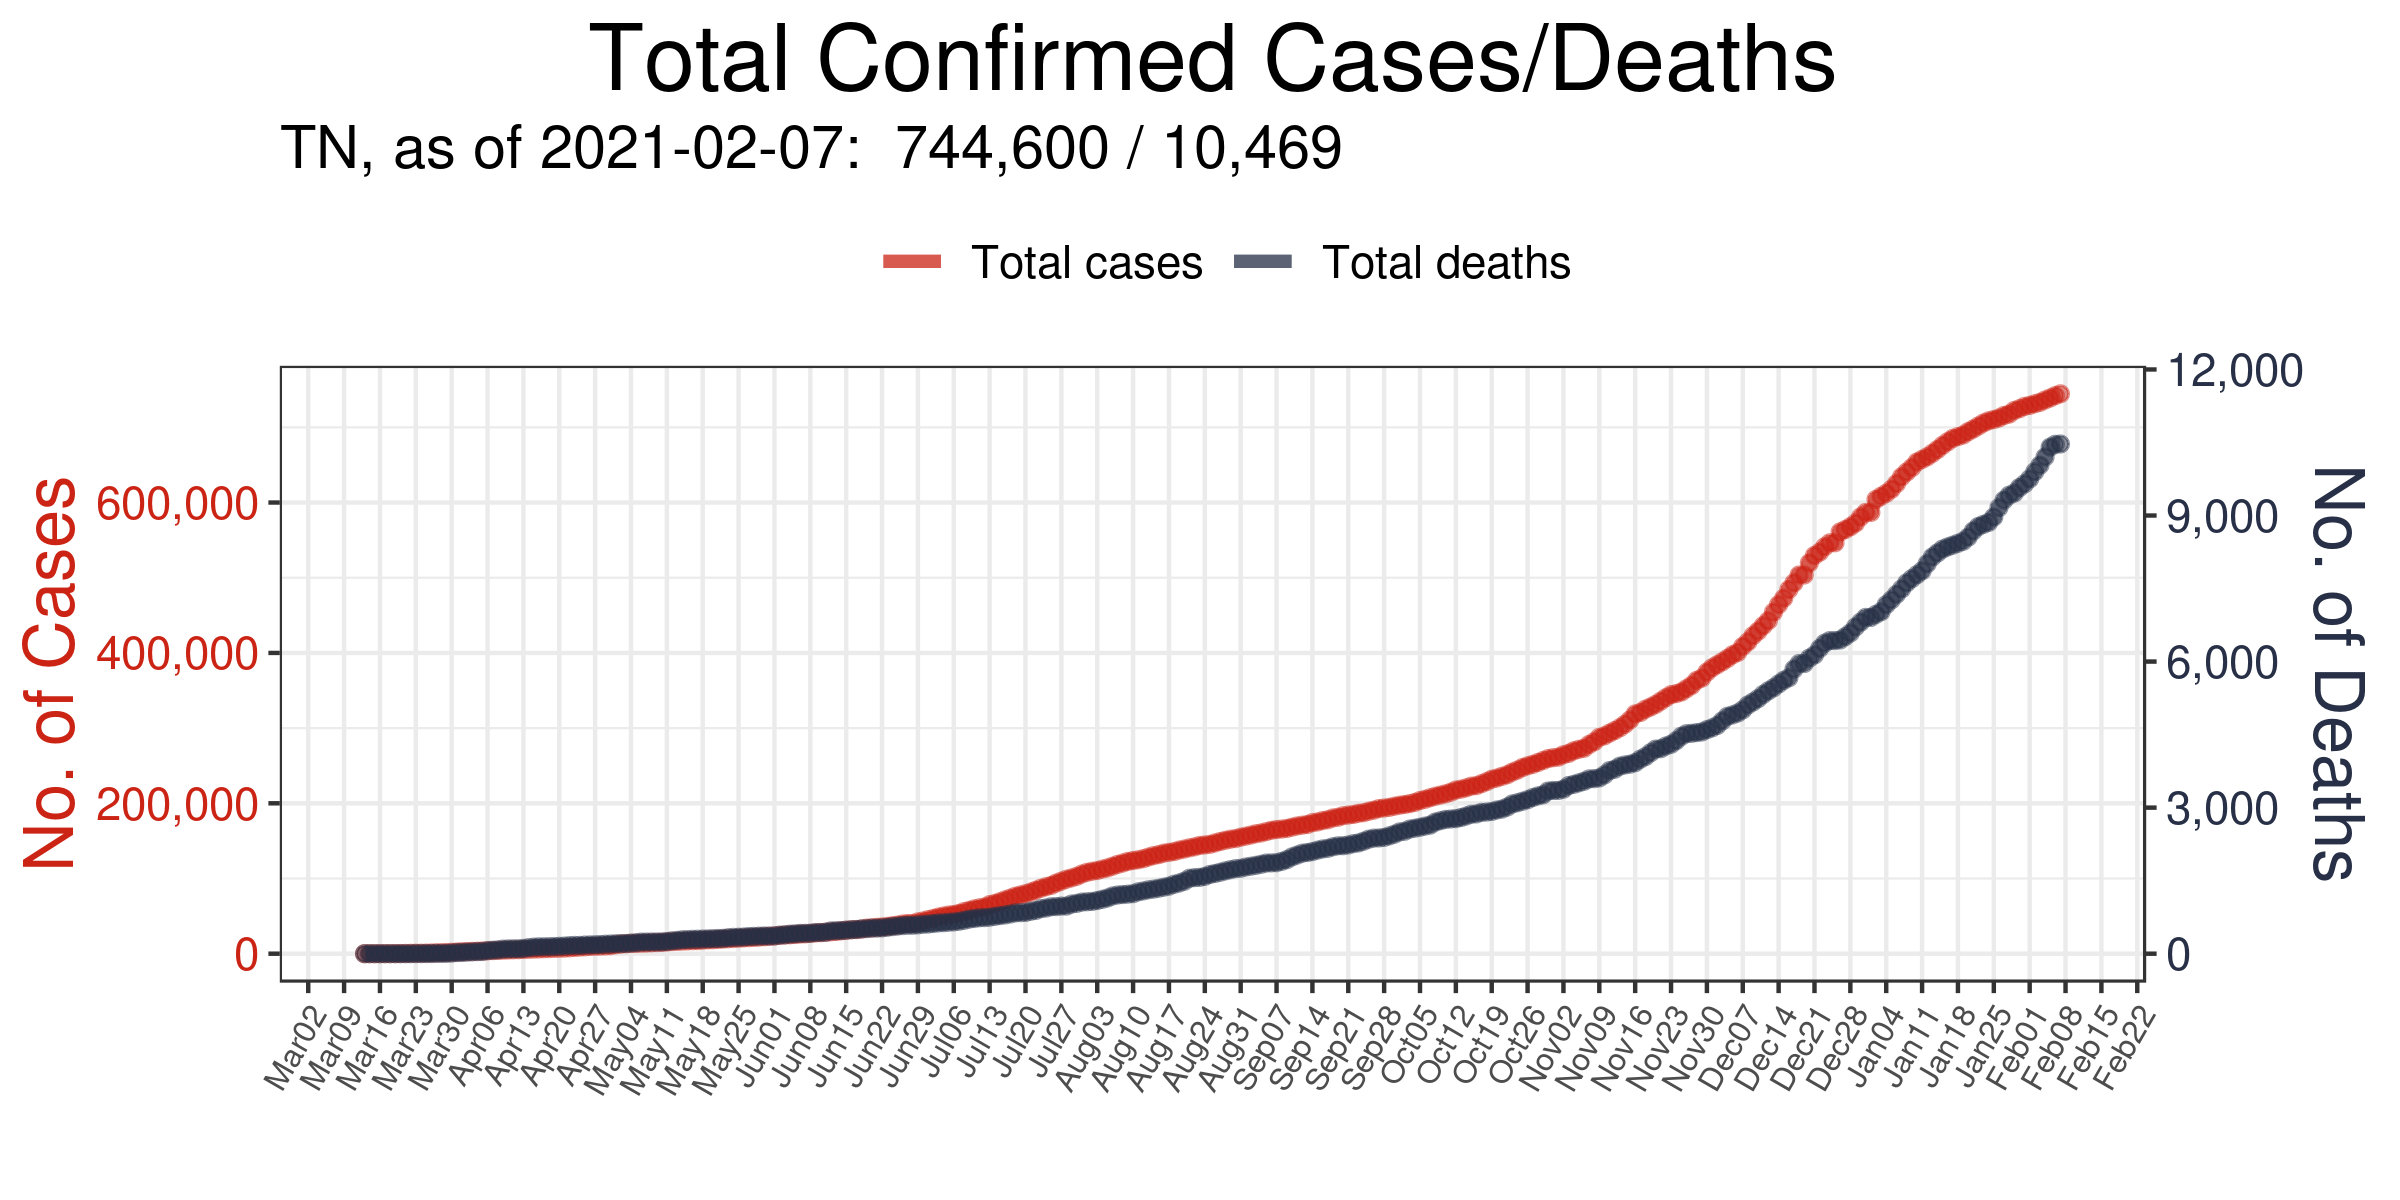 Total Confirmed Cases/Deaths
TN, as of 2021-02-07:  744,600 / 10,469
Total cases
Total deaths
No. of Cases
600,000
400,000
200,000
0
12,000
9,000
6,000
3,000
0
No. of Deaths
Mar02
Mar09
Mar16
Mar23
Mar30
Apr06
Apr13
Apr20
Apr27
May04
May11
May18
May25
Jun01
Jun08
Jun15
Jun22
Jun29
Jul06
Jul13
Jul20
Jul27
Aug03
Aug10
Aug17
Aug24
Aug31
Sep07
Sep14
Sep21
Sep28
Oct05
Oct12
Oct19
Oct26
Nov02
Nov09
Nov16
Nov23
Nov30
Dec07
Dec14
Dec21
Dec28
Jan04
Jan11
Jan18
Jan25
Feb01
Feb08
Feb15
Feb22